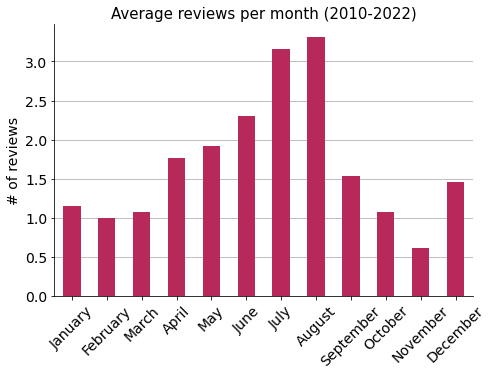 Average reviews per month (2010-2022)
# of reviews
3.0
2.5
2.0
1.5
1.0
0.5
0.0
January
February
March
April
May
June
July
August
September
October
November
December